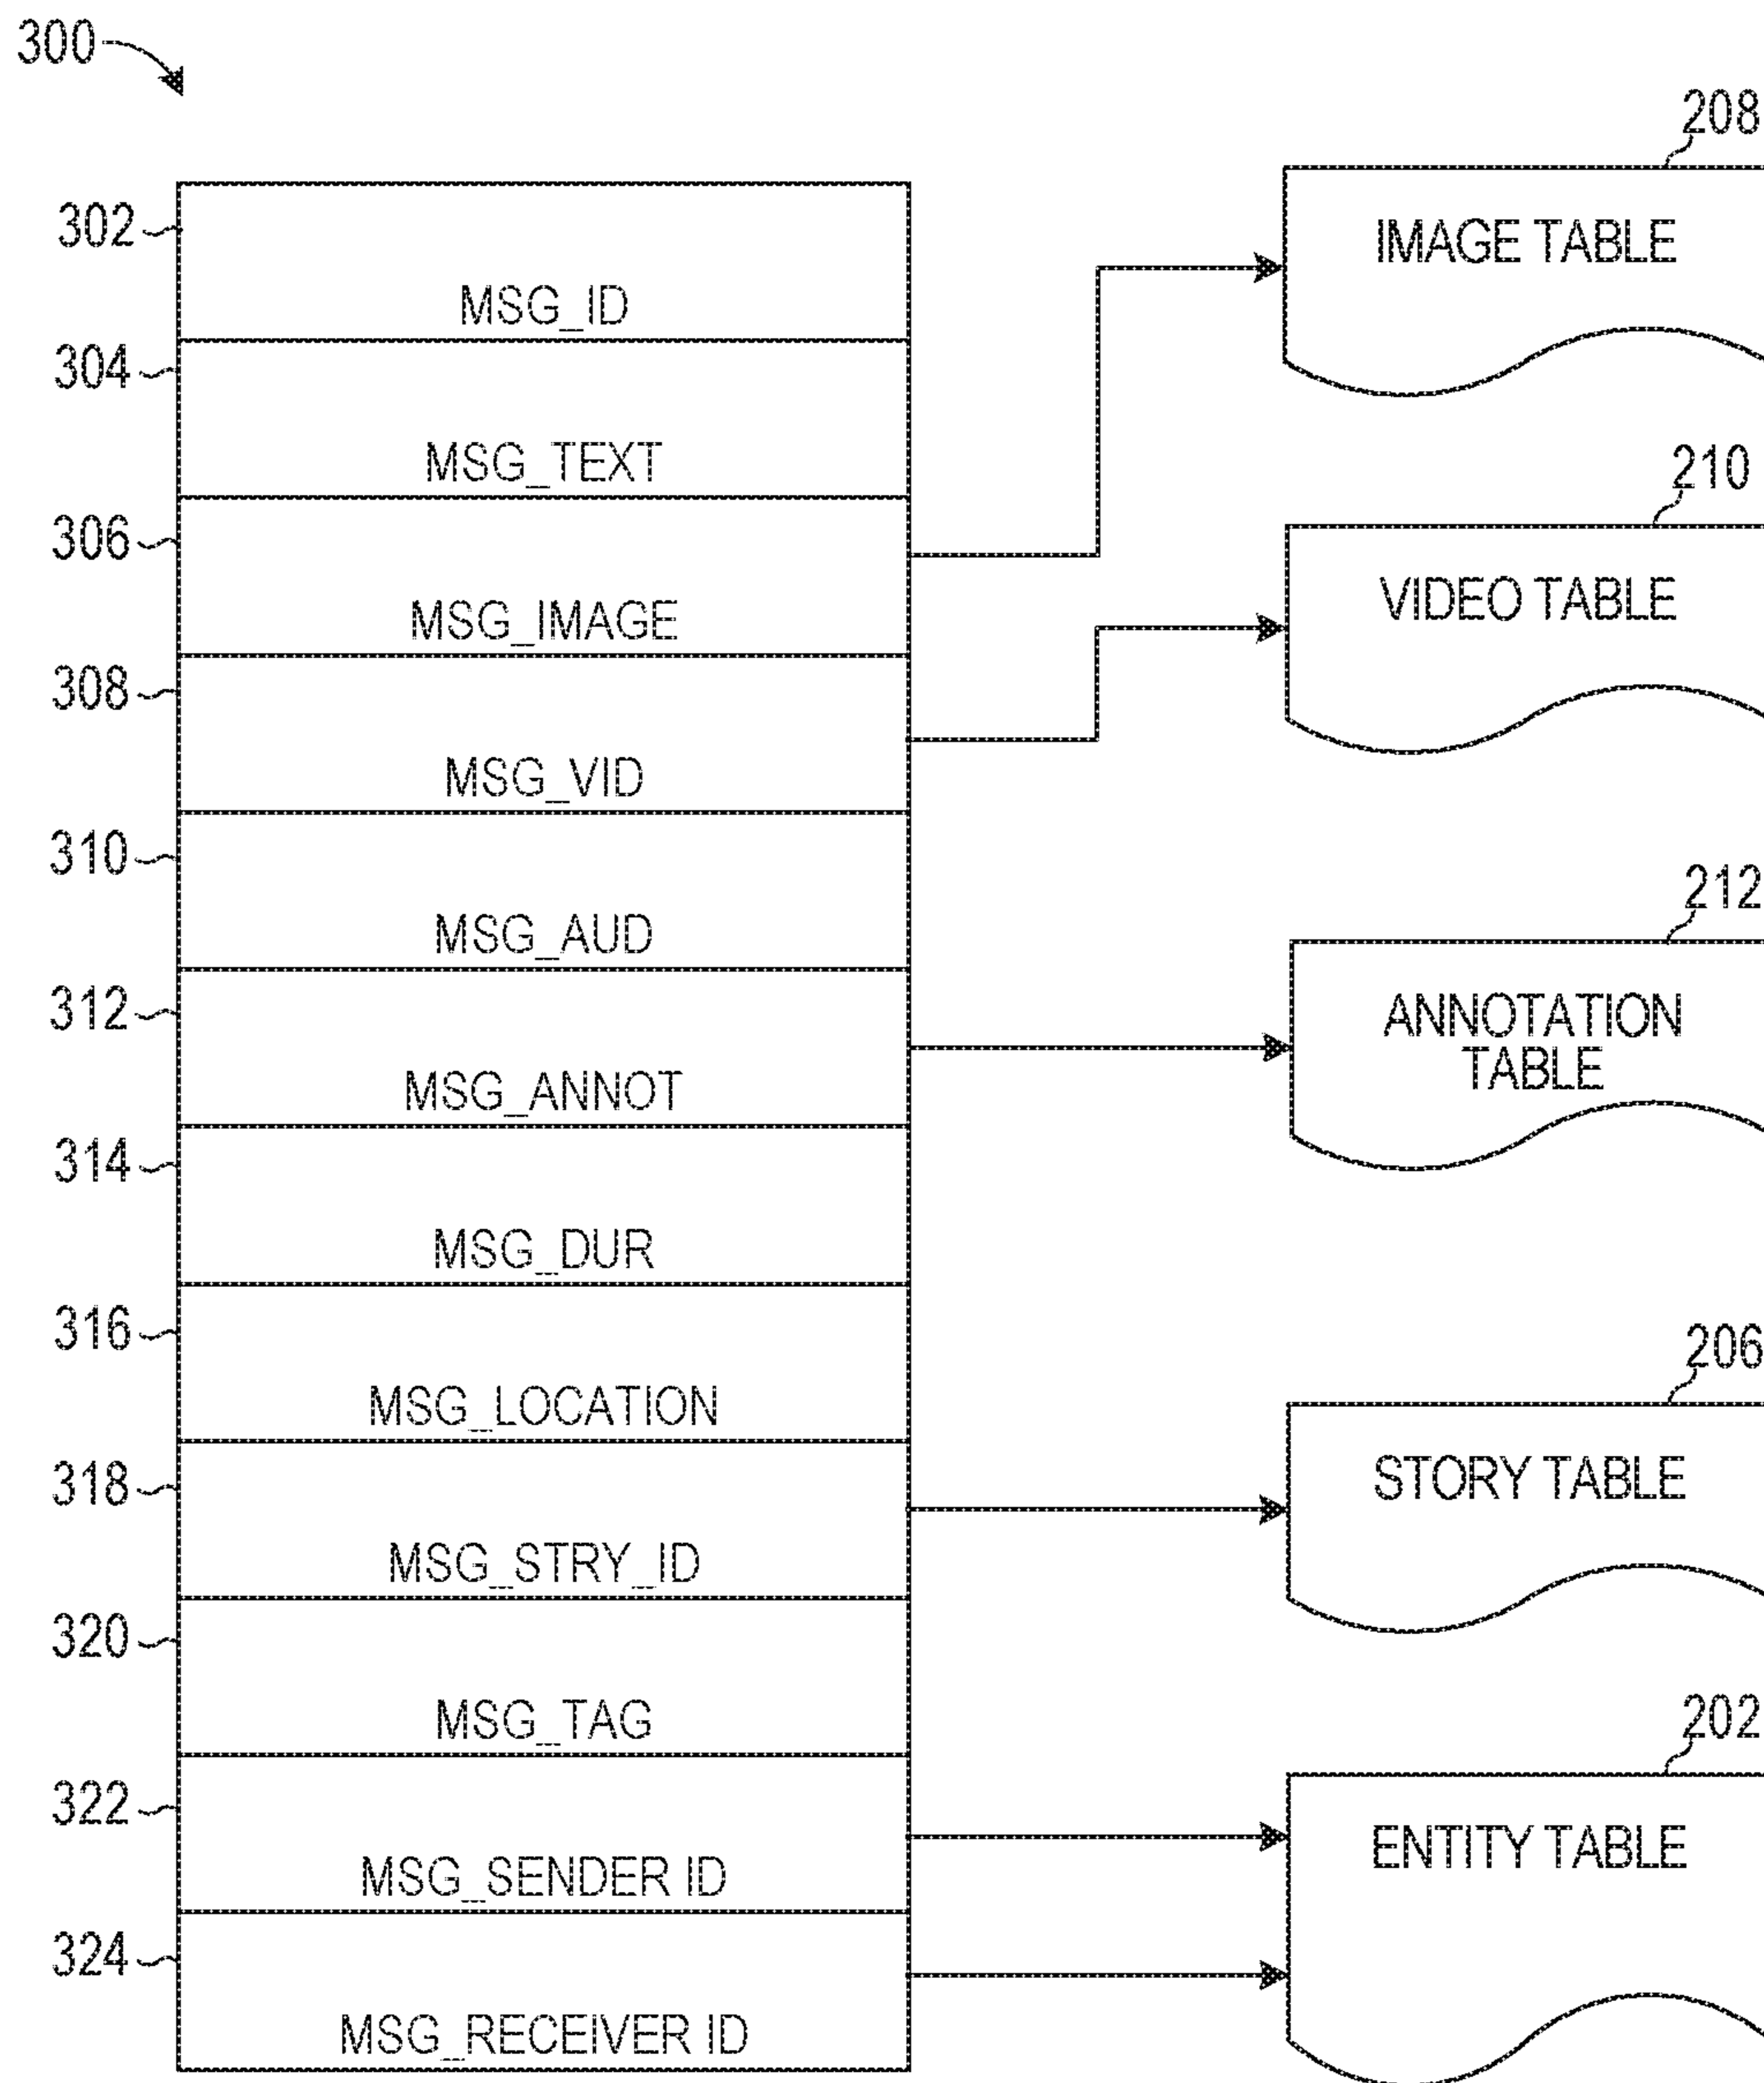 300
208
302
IMAGE TABLE
MSG_ID
304
MSG_TEXT
210
306
VIDEO TABLE
MSG_IMAGE
308
MSG_VID
310
212
MSG_AUD
312
ANNOTATION
TABLE
MSG_ANNOT
314
MSG_DUR
316
206
MSG_LOCATION
318
STORY TABLE
MSG_STRY_ID
320
MSG_TAG
202
322
ENTITY TABLE
MSG_SENDER ID
324
MSG_RECEIVER ID